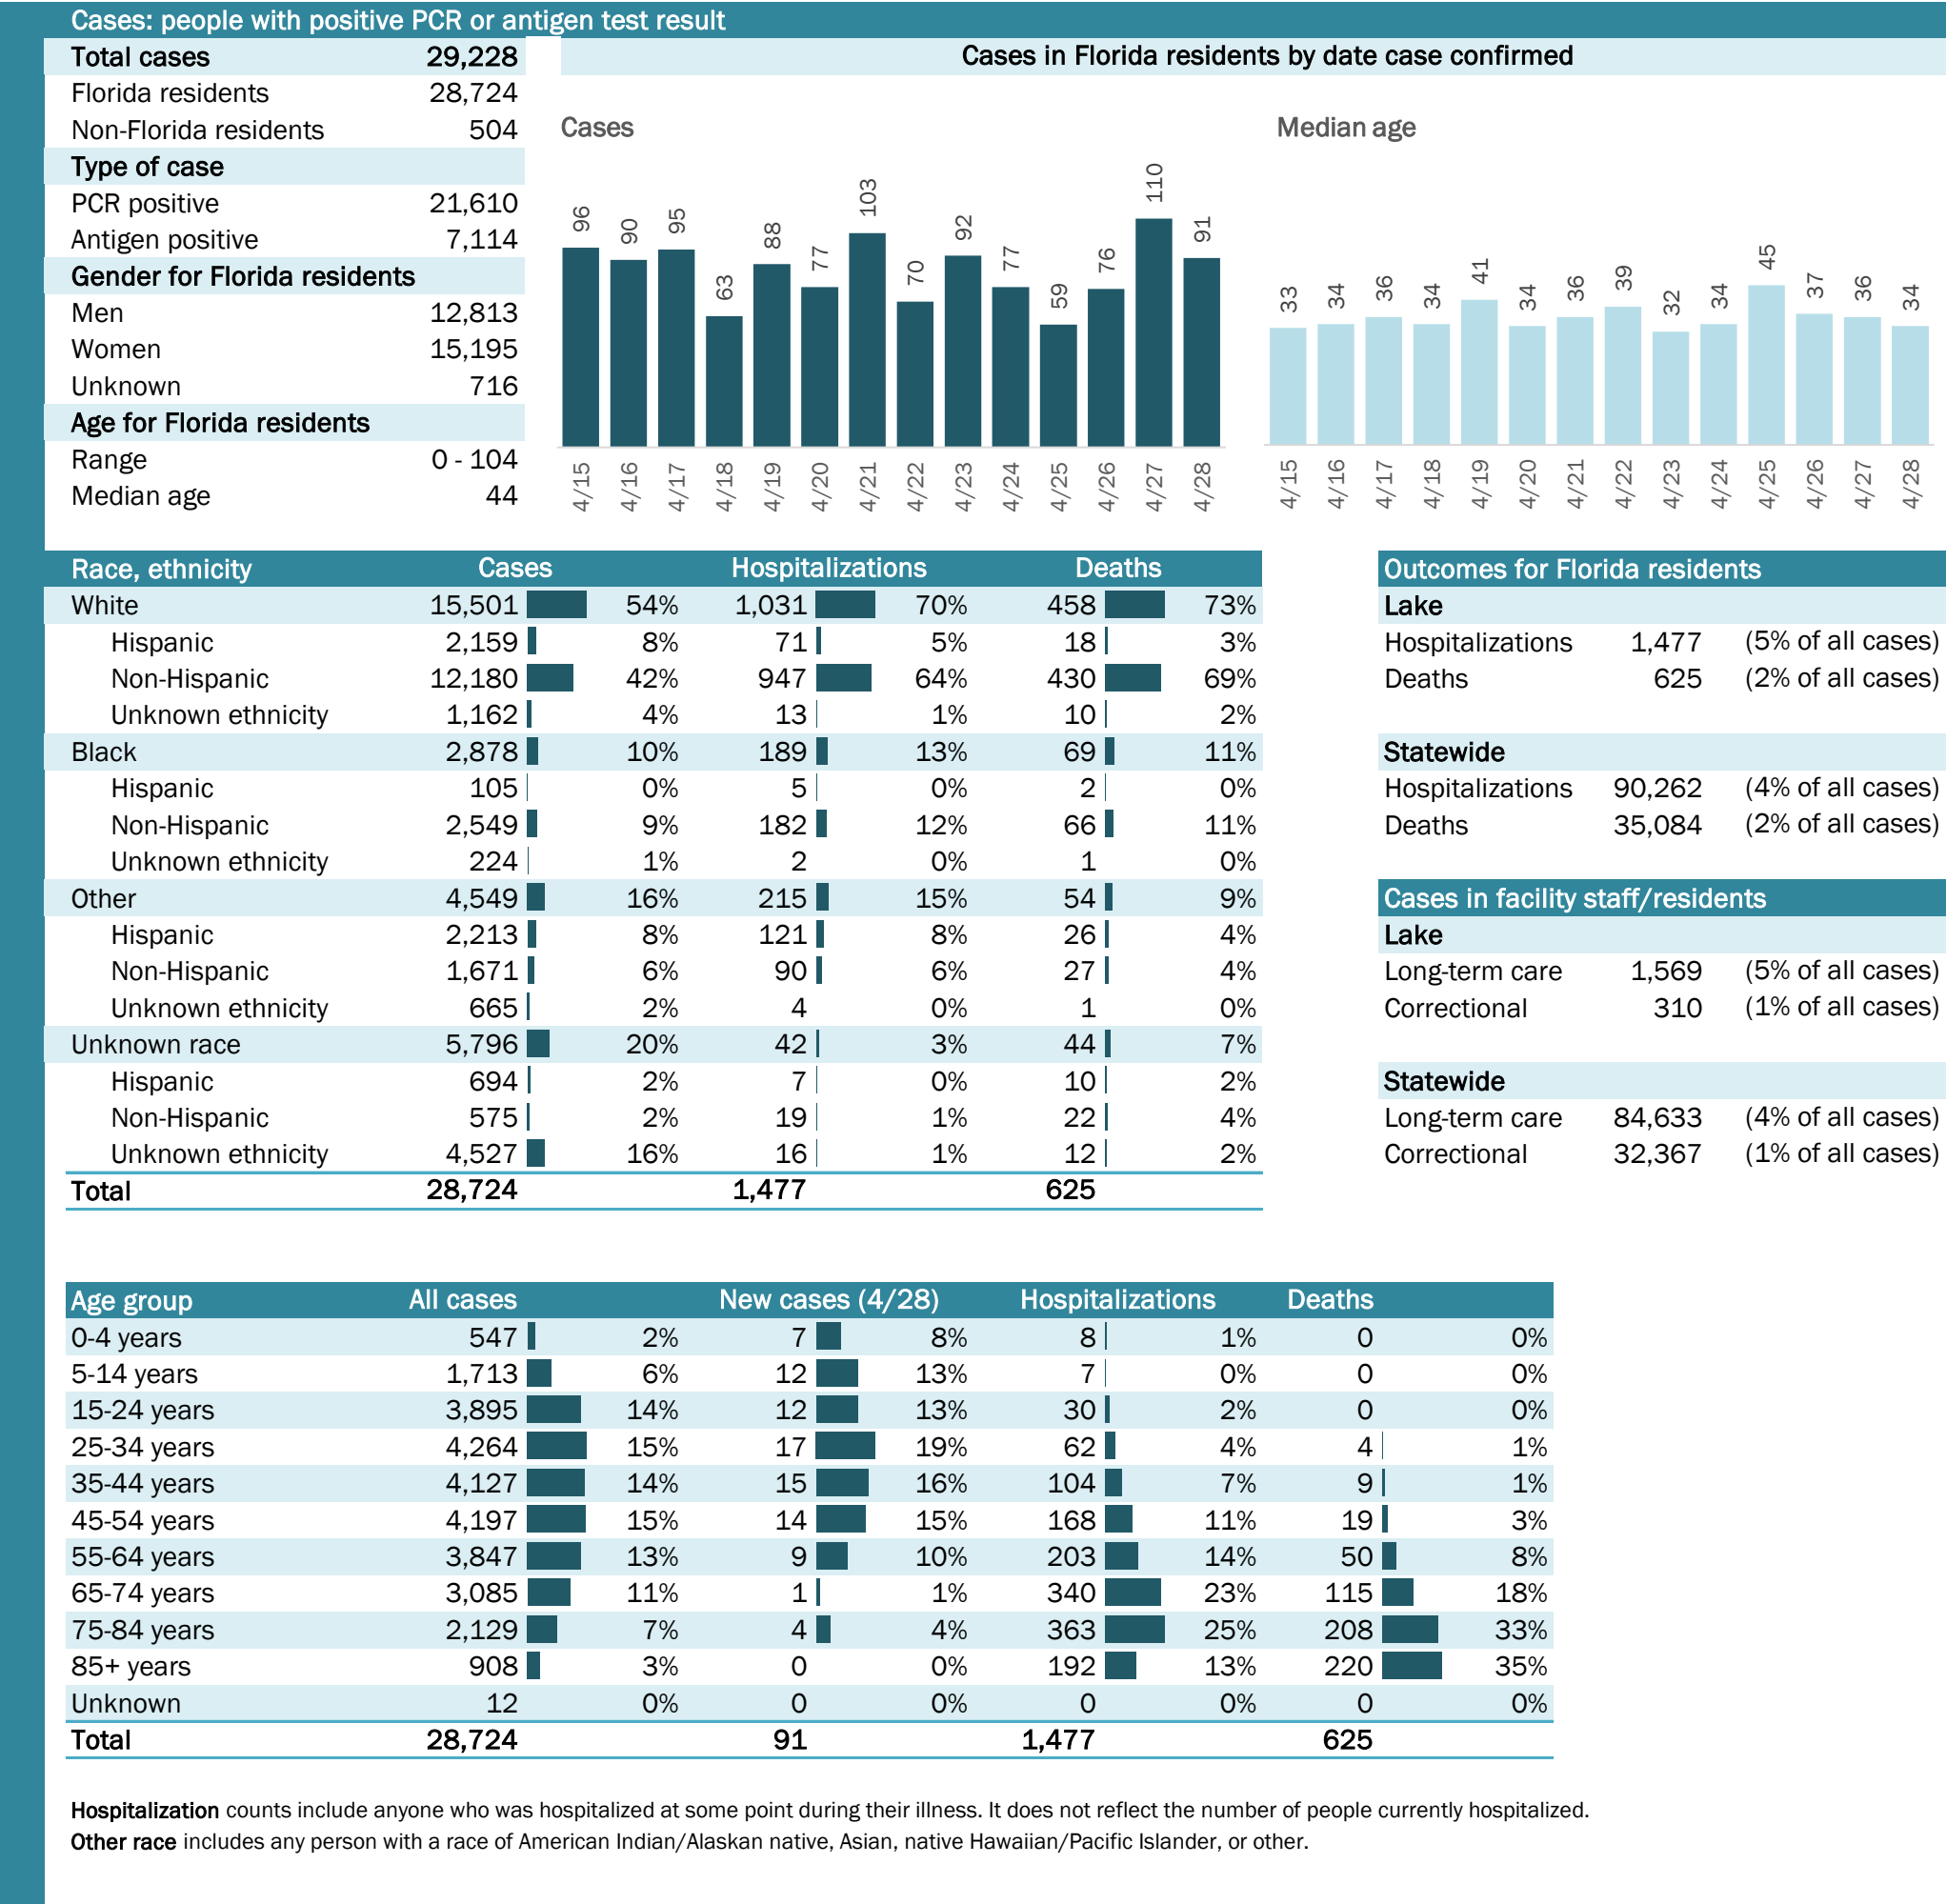 Cases: people with positive PCR or antigen test result
Total cases 29,228
Florida residents 28,724
Non-Florida residents 504
Type of case
PCR positive 21,610
Antigen positive 7,114
Gender for Florida residents
Men 12,813
Women 15,195
Unknown 716
Age for Florida residents
Range 0 - 104
Median age 44
Cases in Florida residents by date case confirmed
Cases
96 90 95 63 88 77 103 70 92 77 59 76 110 91
4/15 4/16 4/17 4/18 4/19 4/20 4/21 4/22 4/23 4/24 4/25 4/26 4/27 4/28
Median age
33 34 36 34 41 34 36 39 32 34 45 37 36 34
4/15 4/16 4/17 4/18 4/19 4/20 4/21 4/22 4/23 4/24 4/25 4/26 4/27 4/28
Race, ethnicity Cases Hospitalizations Deaths
White 15,501 54% 1,031 70% 458 73%
Hispanic 2,159 8% 71 5% 18 3%
Non-Hispanic 12,180 42% 947 64% 430 69%
Unknown ethnicity 1,162 4% 13 1% 10 2%
Black 2,878 10% 189 13% 69 11%
Hispanic 105 0% 5 0% 2 0%
Non-Hispanic 2,549 9% 182 12% 66 11%
Unknown ethnicity 224 1% 2 0% 1 0%
Other 4,549 16% 215 15% 54 9%
Hispanic 2,213 8% 121 8% 26 4%
Non-Hispanic 1,671 6% 90 6% 27 4%
Unknown ethnicity 665 2% 4 0% 1 0%
Unknown race 5,796 20% 42 3% 44 7%
Hispanic 694 2% 7 0% 10 2%
Non-Hispanic 575 2% 19 1% 22 4%
Unknown ethnicity 4,527 16% 16 1% 12 2%
Total 28,724 1,477 625
Outcomes for Florida residents
Lake
Hospitalizations 1,477 (5% of all cases)
Deaths 625 (2% of all cases)
Statewide
Hospitalizations 90,262 (4% of all cases)
Deaths 35,084 (2% of all cases)
Cases in facility staff/residents
Lake
Long-term care 1,569 (5% of all cases)
Correctional 310 (1% of all cases)
Statewide
Long-term care 84,633 (4% of all cases)
Correctional 32,367 (1% of all cases)
Age group All cases New cases (4/28) Hospitalizations Deaths
0-4 years 547 2% 7 8% 8 1% 0 0%
5-14 years 1,713 6% 12 13% 7 0% 0 0%
15-24 years 3,895 14% 12 13% 30 2% 0 0%
25-34 years 4,264 15% 17 19% 62 4% 4 1%
35-44 years 4,127 14% 15 16% 104 7% 9 1%
45-54 years 4,197 15% 14 15% 168 11% 19 3%
55-64 years 3,847 13% 9 10% 203 14% 50 8%
65-74 years 3,085 11% 1 1% 340 23% 115 18%
75-84 years 2,129 7% 4 4% 363 25% 208 33%
85+ years 908 3% 0 0% 192 13% 220 35%
Unknown 12 0% 0 0% 0 0% 0 0%
Total 28,724 91 1,477 625
Hospitalization counts include anyone who was hospitalized at some point during their illness. It does not reflect the number of people currently hospitalized.
Other race includes any person with a race of American Indian/Alaskan native, Asian, native Hawaiian/Pacific Islander, or other.